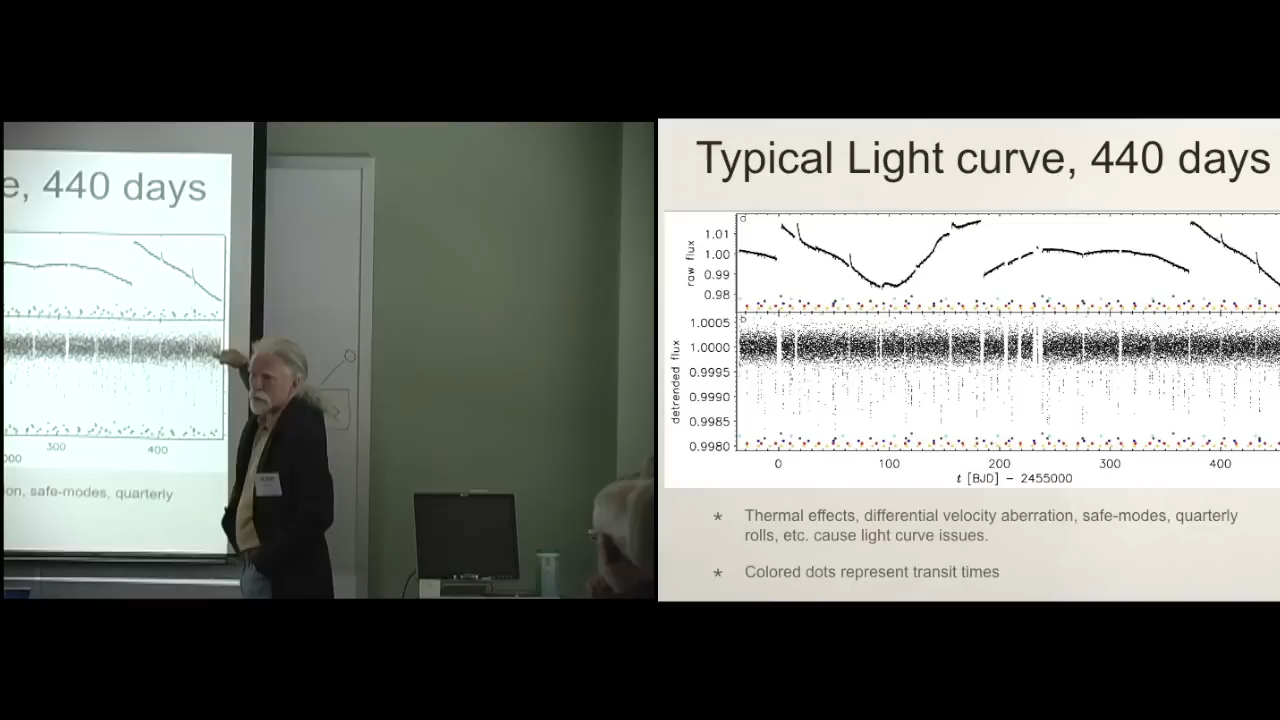 e, 440 days
300
400
000
on, safe-modes, quarterly
Typical Light curve, 440 days
a
raw flux
1.01
1.00
0.99
0.98
b
detrended flux
1.0005
1.0000
0.9995
0.9990
0.9985
0.9980
0 100 200 300 400
t [BJD] – 2455000
* Thermal effects, differential velocity aberration, safe-modes, quarterly
rolls, etc. cause light curve issues.
* Colored dots represent transit times